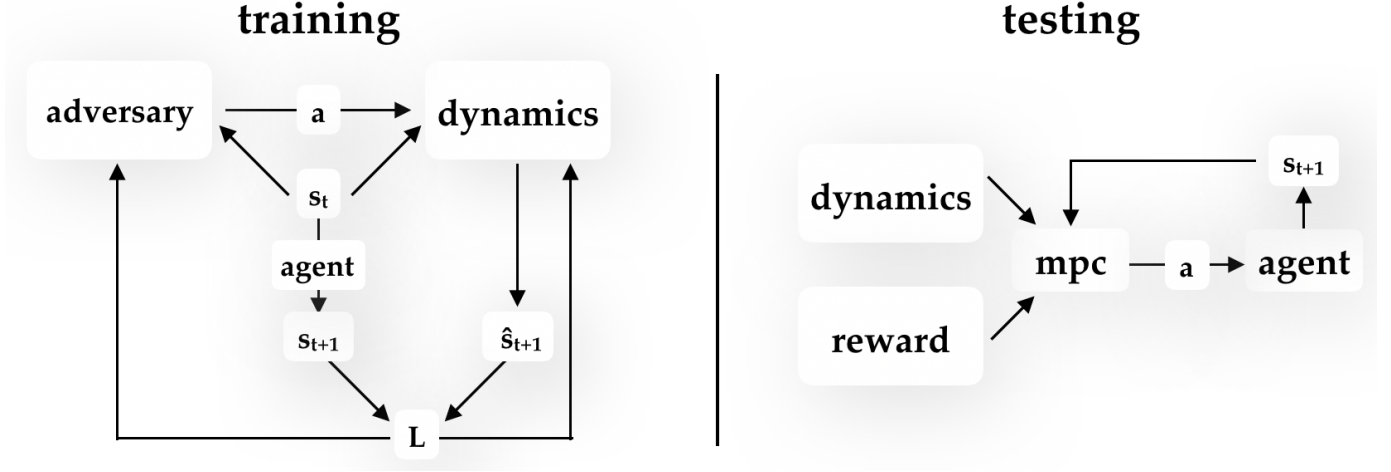 training
adversary
a
dynamics
sₜ
agent
sₜ₊₁
ŝₜ₊₁
L
testing
dynamics
sₜ₊₁
mpc
a
agent
reward